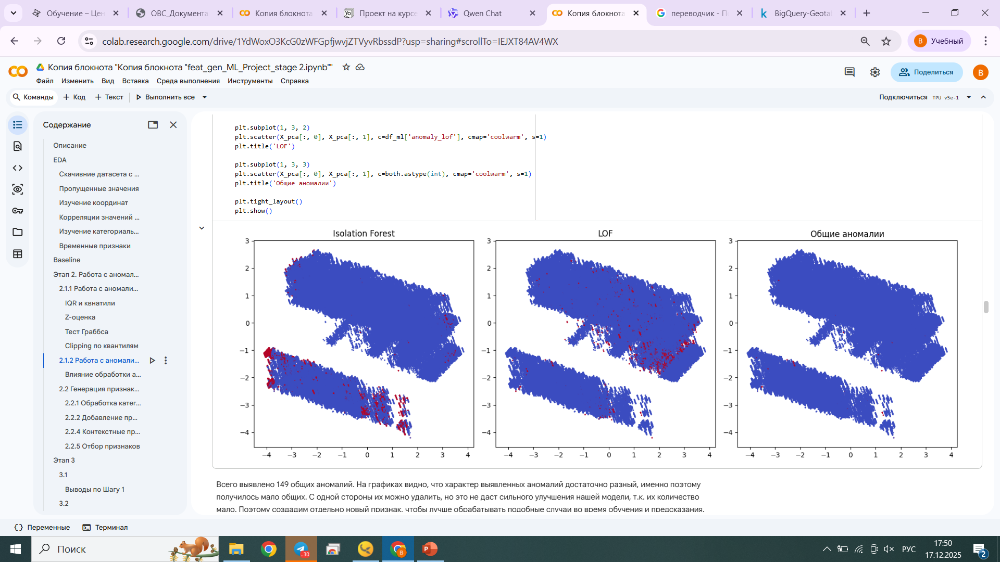 Обучение – Цен
ОВС_Документа
Копия блокнота
Проект на курсе
Qwen Chat
Копия блокнота
переводчик - П
BigQuery-Geotal
colab.research.google.com/drive/1YdWoxO3KcG0zWFGpfjwvjZTVyvRbssdP?usp=sharing#scrollTo=IEJXT84AV4WX
В Учебный
Копия блокнота "Копия блокнота "feat_gen_ML_Project_stage 2.ipynb""
Файл Изменить Вид Вставка Среда выполнения Инструменты Справка
Поделиться
В
Команды + Код + Текст Выполнить все
Подключиться TPU v5e-1
Содержание
Описание
EDA
Скачивние датасета с ...
Пропущенные значения
Изучение координат
Корреляции значений ...
Изучение категориаль...
Временные признаки
Baseline
Этап 2. Работа с аномал...
2.1.1 Работа с аномали...
IQR и квнатили
Z-оценка
Тест Граббса
Clipping по квантилям
2.1.2 Работа с аномали...
Влияние обработки а...
2.2 Генерация признак...
2.2.1 Обработка катег...
2.2.2 Добавление пр...
2.2.4 Контекстные пр...
2.2.5 Отбор признаков
Этап 3
3.1
Выводы по Шагу 1
3.2
plt.subplot(1, 3, 2)
plt.scatter(X_pca[:, 0], X_pca[:, 1], c=df_ml['anomaly_lof'], cmap='coolwarm', s=1)
plt.title('LOF')
plt.subplot(1, 3, 3)
plt.scatter(X_pca[:, 0], X_pca[:, 1], c=both.astype(int), cmap='coolwarm', s=1)
plt.title('Общие аномалии')
plt.tight_layout()
plt.show()
Isolation Forest
3
2
1
0
−1
−2
−3
−4
−4 −3 −2 −1 0 1 2 3 4
LOF
3
2
1
0
−1
−2
−3
−4
−4 −3 −2 −1 0 1 2 3 4
Общие аномалии
3
2
1
0
−1
−2
−3
−4
−4 −3 −2 −1 0 1 2 3 4
Всего выявлено 149 общих аномалий. На графиках видно, что характер выявленных аномалий достаточно разный, именно поэтому
получилось мало общих. С одной стороны их можно удалить, но это не даст сильного улучшения нашей модели, т.к. их количество
мало. Поэтому создадим отдельно новый признак, чтобы лучше обрабатывать подобные случаи во время обучения и предсказания.
Переменные Терминал
Поиск
..30
В
РУС
17:50
17.12.2025
2